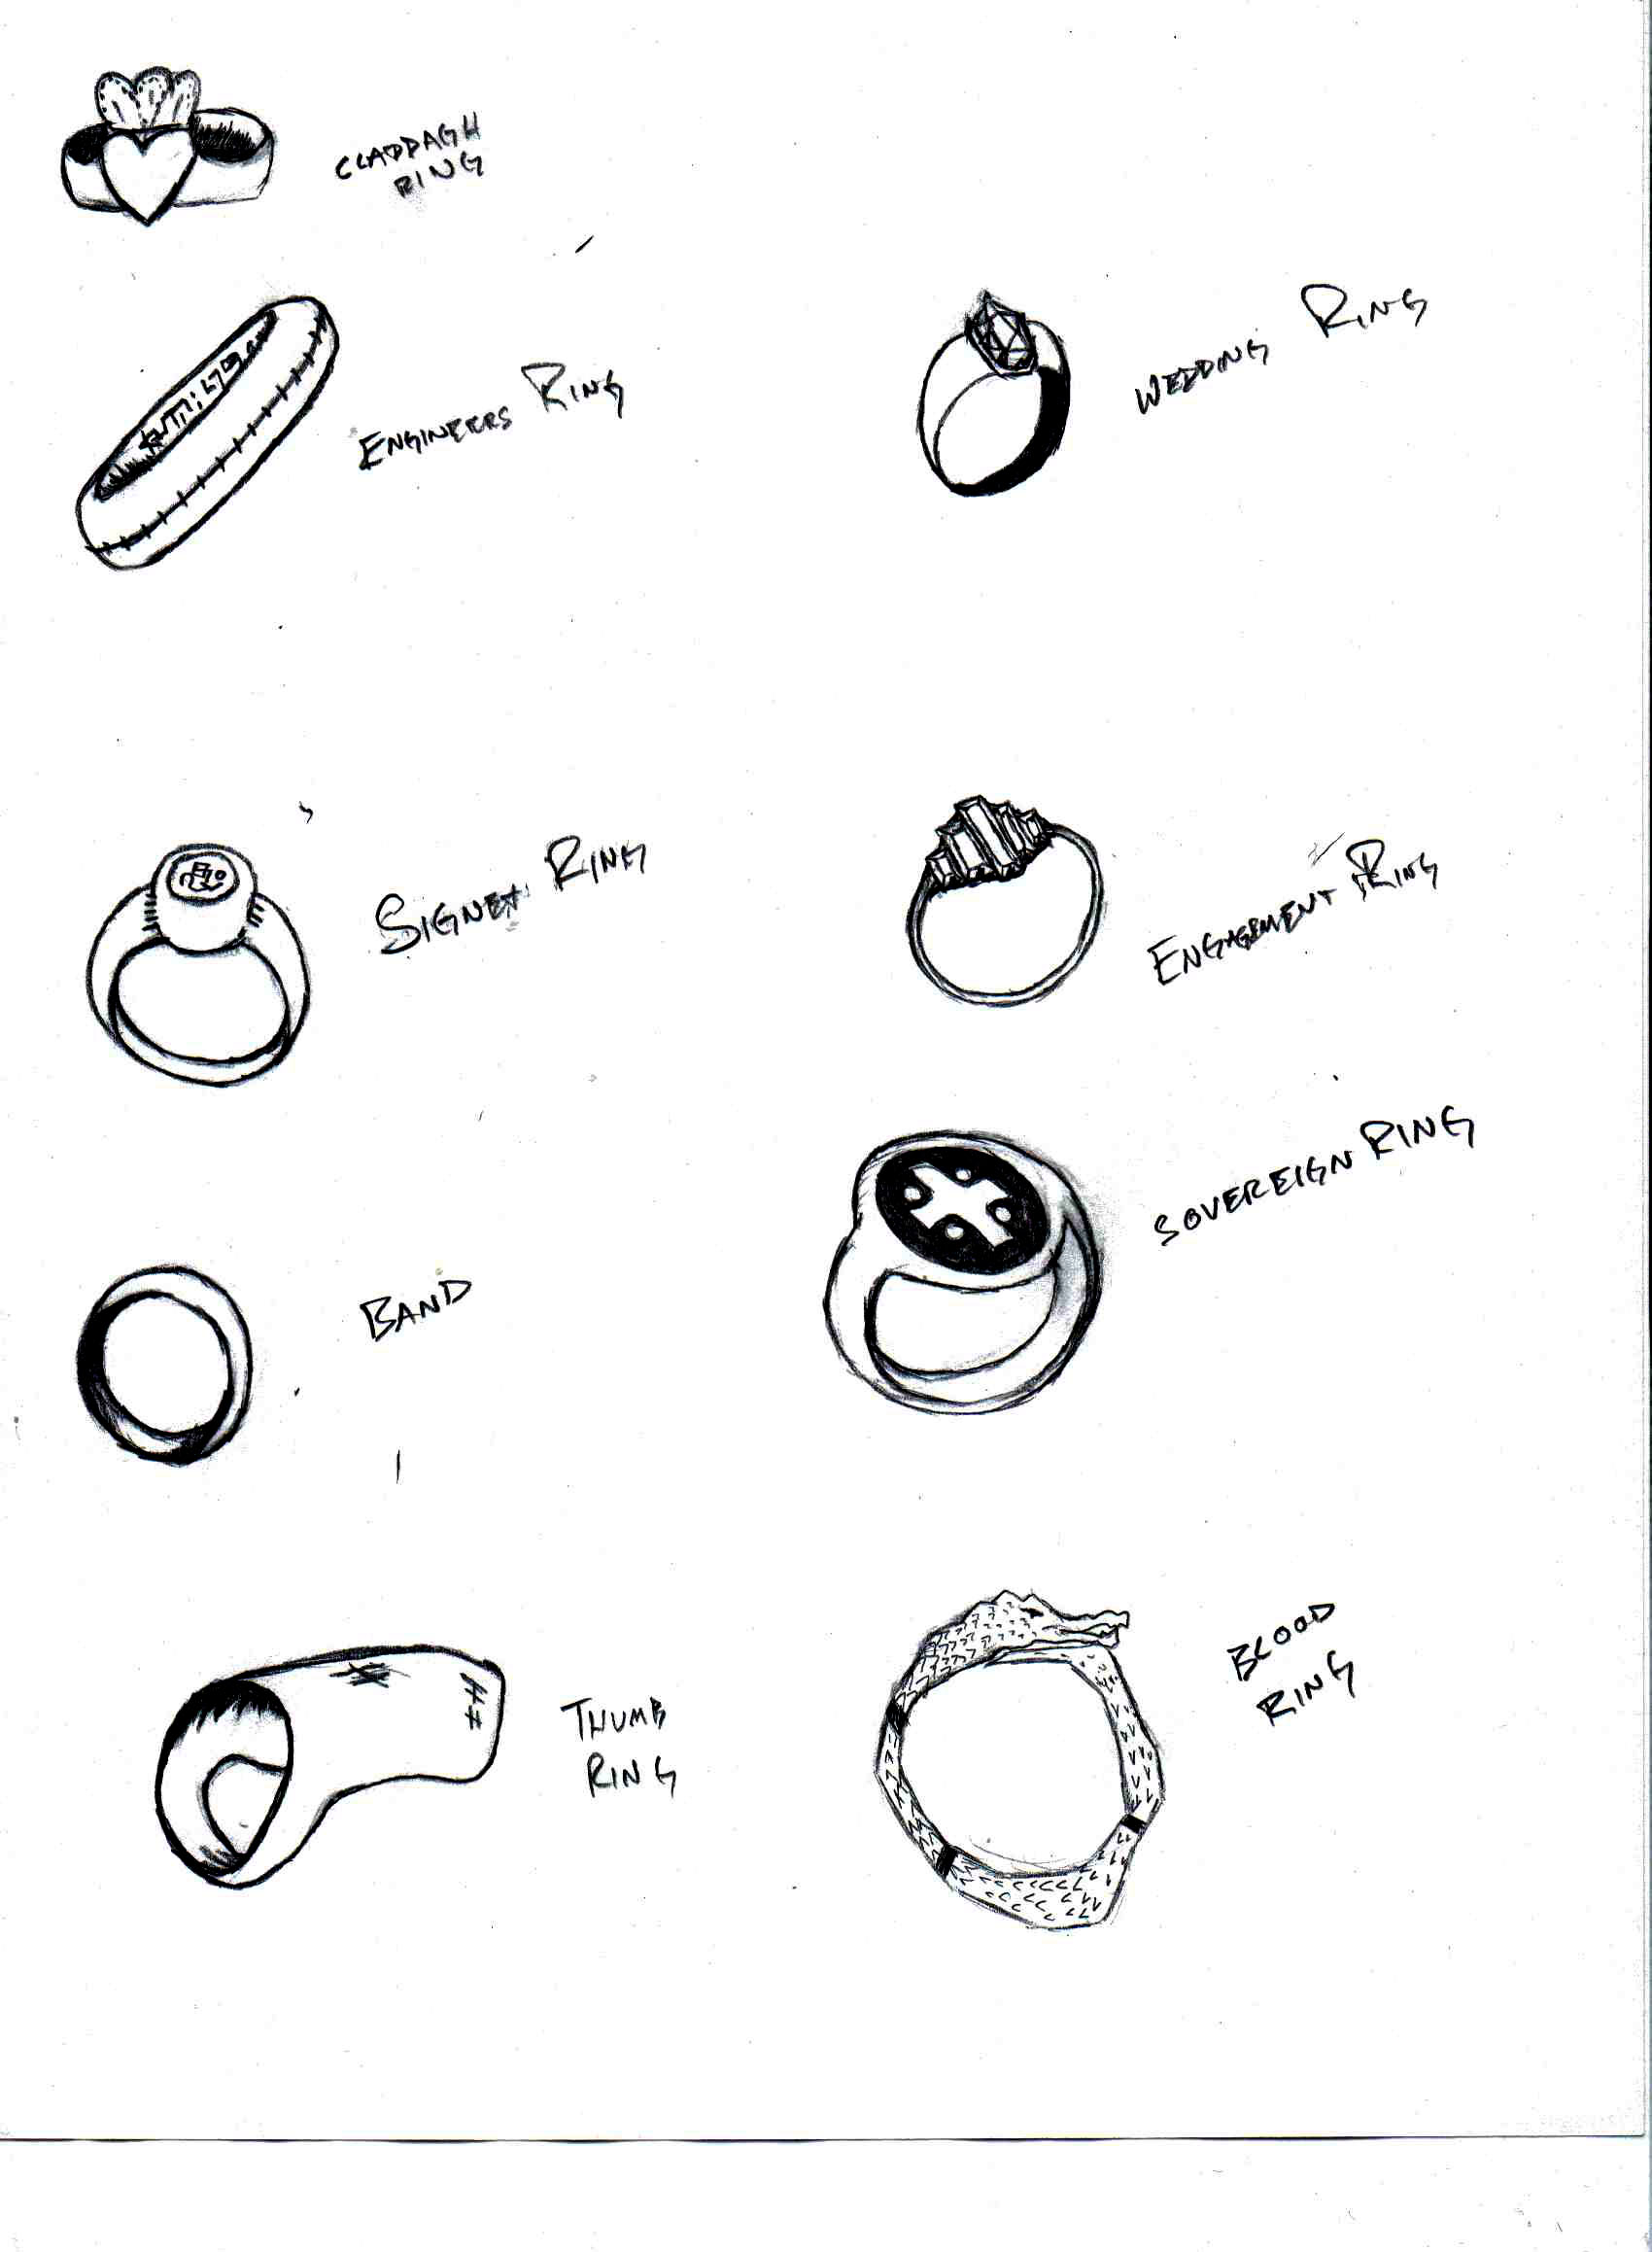 CLADDAGH
RING
ENGINEERS RING
WEDDING RING
SIGNET RING
ENGAGEMENT RING
BAND
SOVEREIGN RING
THUMB
RING
BLOOD
RING